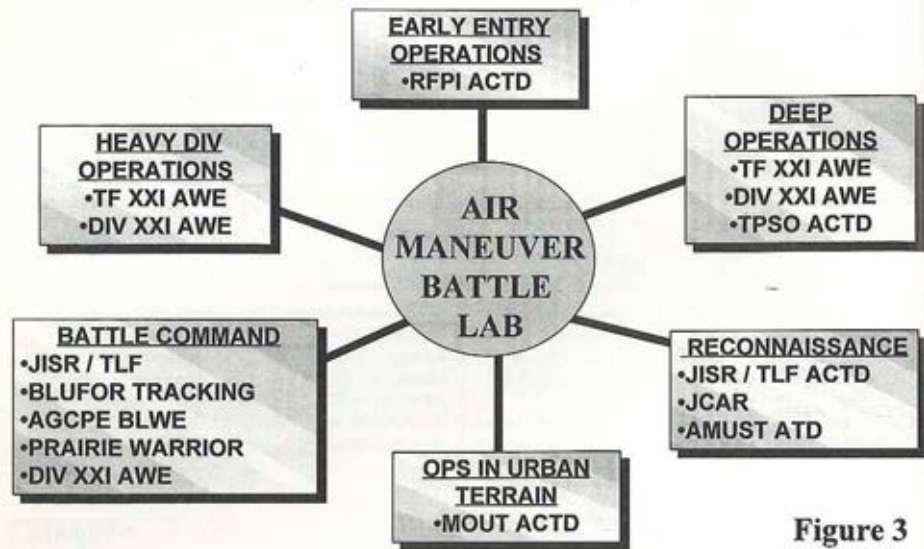 EARLY ENTRY
OPERATIONS
•RFPI ACTD
HEAVY DIV
OPERATIONS
•TF XXI AWE
•DIV XXI AWE
DEEP
OPERATIONS
•TF XXI AWE
•DIV XXI AWE
•TPSO ACTD
AIR
MANEUVER
BATTLE
LAB
BATTLE COMMAND
•JISR / TLF
•BLUFOR TRACKING
•AGCPE BLWE
•PRAIRIE WARRIOR
•DIV XXI AWE
OPS IN URBAN
TERRAIN
•MOUT ACTD
RECONNAISSANCE
•JISR / TLF ACTD
•JCAR
•AMUST ATD
Figure 3